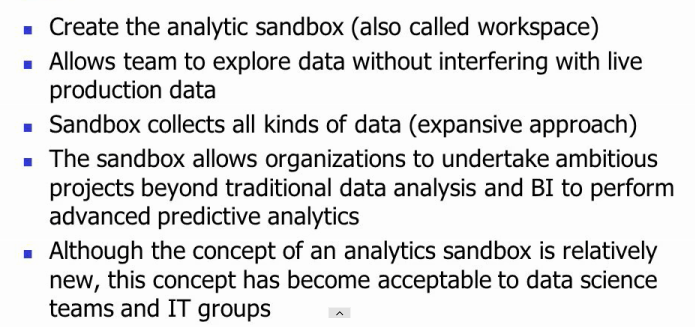 Create the analytic sandbox (also called workspace)
Allows team to explore data without interfering with live
production data
Sandbox collects all kinds of data (expansive approach)
The sandbox allows organizations to undertake ambitious
projects beyond traditional data analysis and BI to perform
advanced predictive analytics
Although the concept of an analytics sandbox is relatively
new, this concept has become acceptable to data science
teams and IT groups